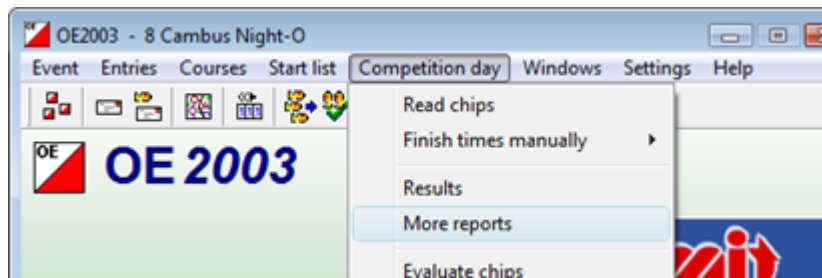 OE OE2003 - 8 Cambus Night-O
Event Entries Courses Start list Competition day Windows Settings Help
OE OE 2003
Read chips
Finish times manually
Results
More reports
Evaluate chips